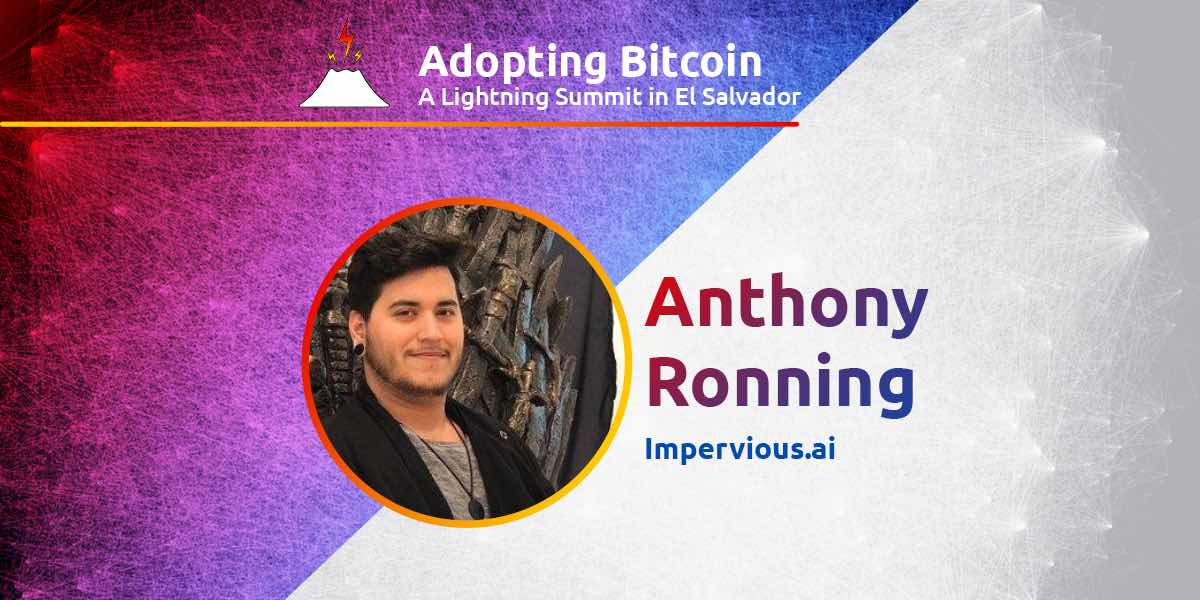 Adopting Bitcoin
A Lightning Summit in El Salvador
Anthony
Ronning
Impervious.ai